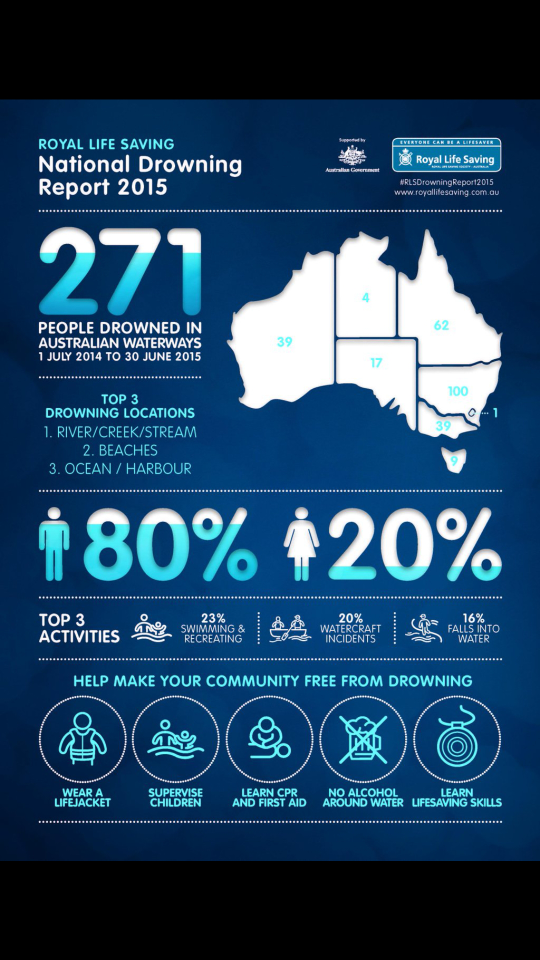 ROYAL LIFE SAVING
National Drowning
Report 2015
Supported by
Australian Government
EVERYONE CAN BE A LIFESAVER
Royal Life Saving
ROYAL LIFE SAVING SOCIETY - AUSTRALIA
#RLSDrowningReport2015
www.royallifesaving.com.au
271
PEOPLE DROWNED IN
AUSTRALIAN WATERWAYS
1 JULY 2014 TO 30 JUNE 2015
TOP 3
DROWNING LOCATIONS
1. RIVER/CREEK/STREAM
2. BEACHES
3. OCEAN / HARBOUR
39
4
62
17
100
1
39
9
80%
20%
TOP 3
ACTIVITIES
23%
SWIMMING &
RECREATING
20%
WATERCRAFT
INCIDENTS
16%
FALLS INTO
WATER
HELP MAKE YOUR COMMUNITY FREE FROM DROWNING
WEAR A
LIFEJACKET
SUPERVISE
CHILDREN
LEARN CPR
AND FIRST AID
NO ALCOHOL
AROUND WATER
LEARN
LIFESAVING SKILLS